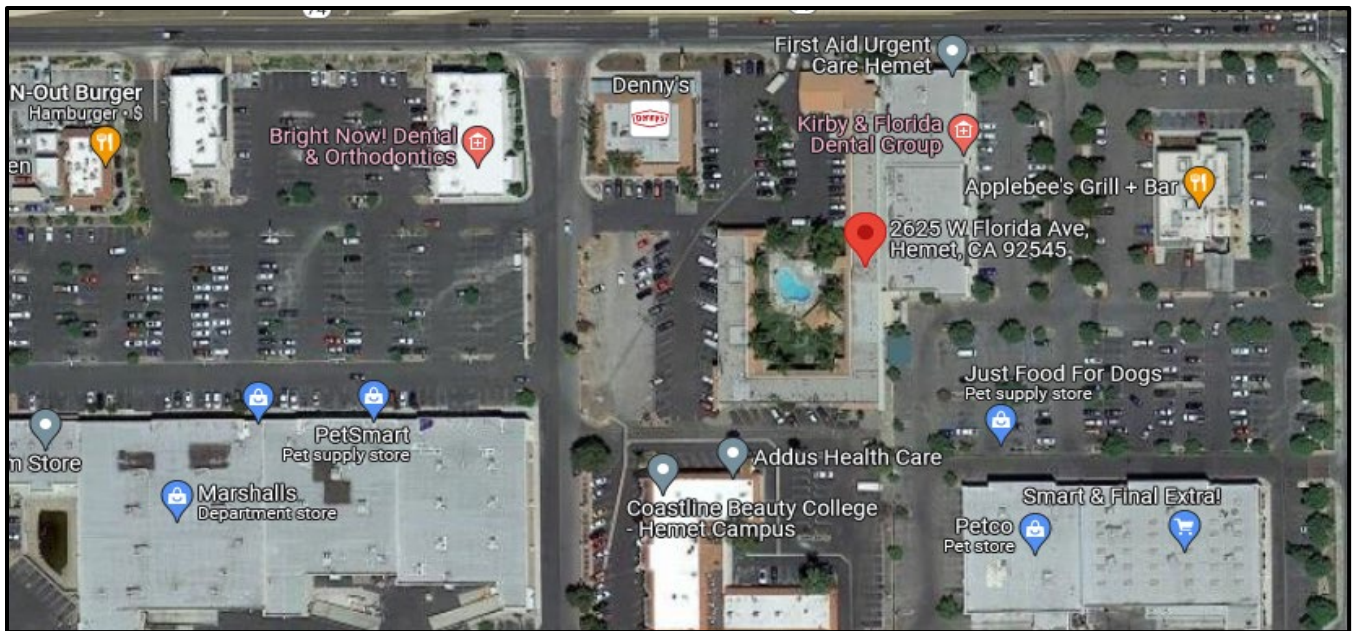 74
First Aid Urgent
Care Hemet
N-Out Burger
Hamburger • $
Denny's
Denny's
Bright Now! Dental
& Orthodontics
Kirby & Florida
Dental Group
en
Applebee's Grill + Bar
2625 W Florida Ave,
Hemet, CA 92545
Just Food For Dogs
Pet supply store
PetSmart
Pet supply store
m Store
Marshalls
Department store
Addus Health Care
Coastline Beauty College
- Hemet Campus
Smart & Final Extra!
Petco
Pet store